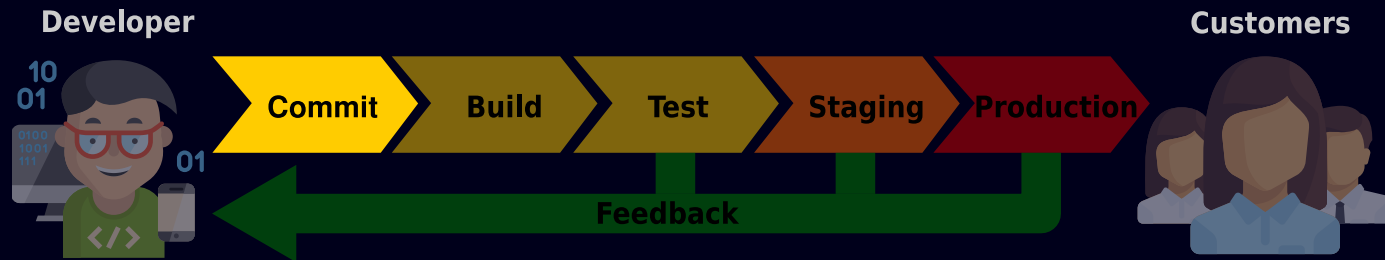 Developer
Customers
10
01
0100
1001
111
01
</>
Commit
Build
Test
Staging
Production
Feedback